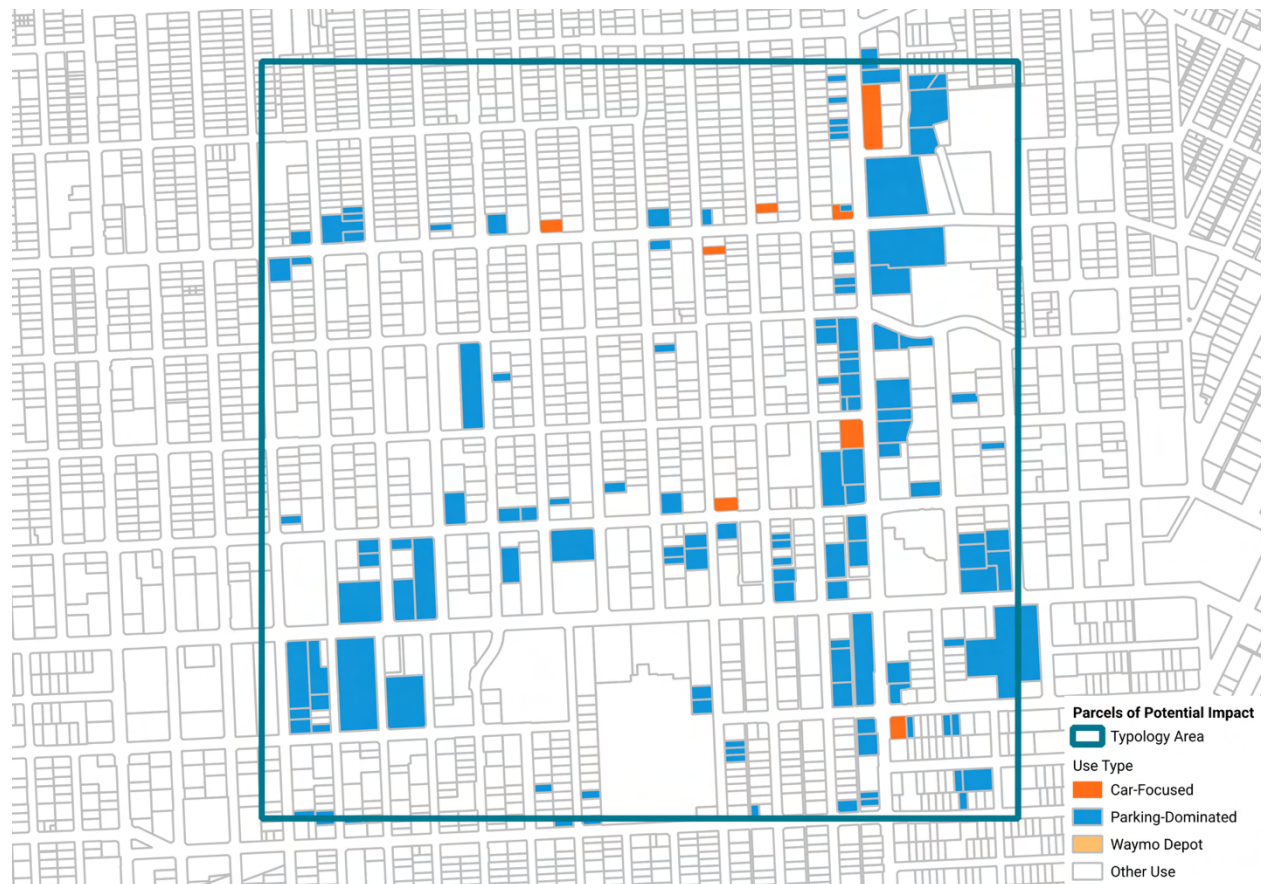 Parcels of Potential Impact
Typology Area
Use Type
Car-Focused
Parking-Dominated
Waymo Depot
Other Use